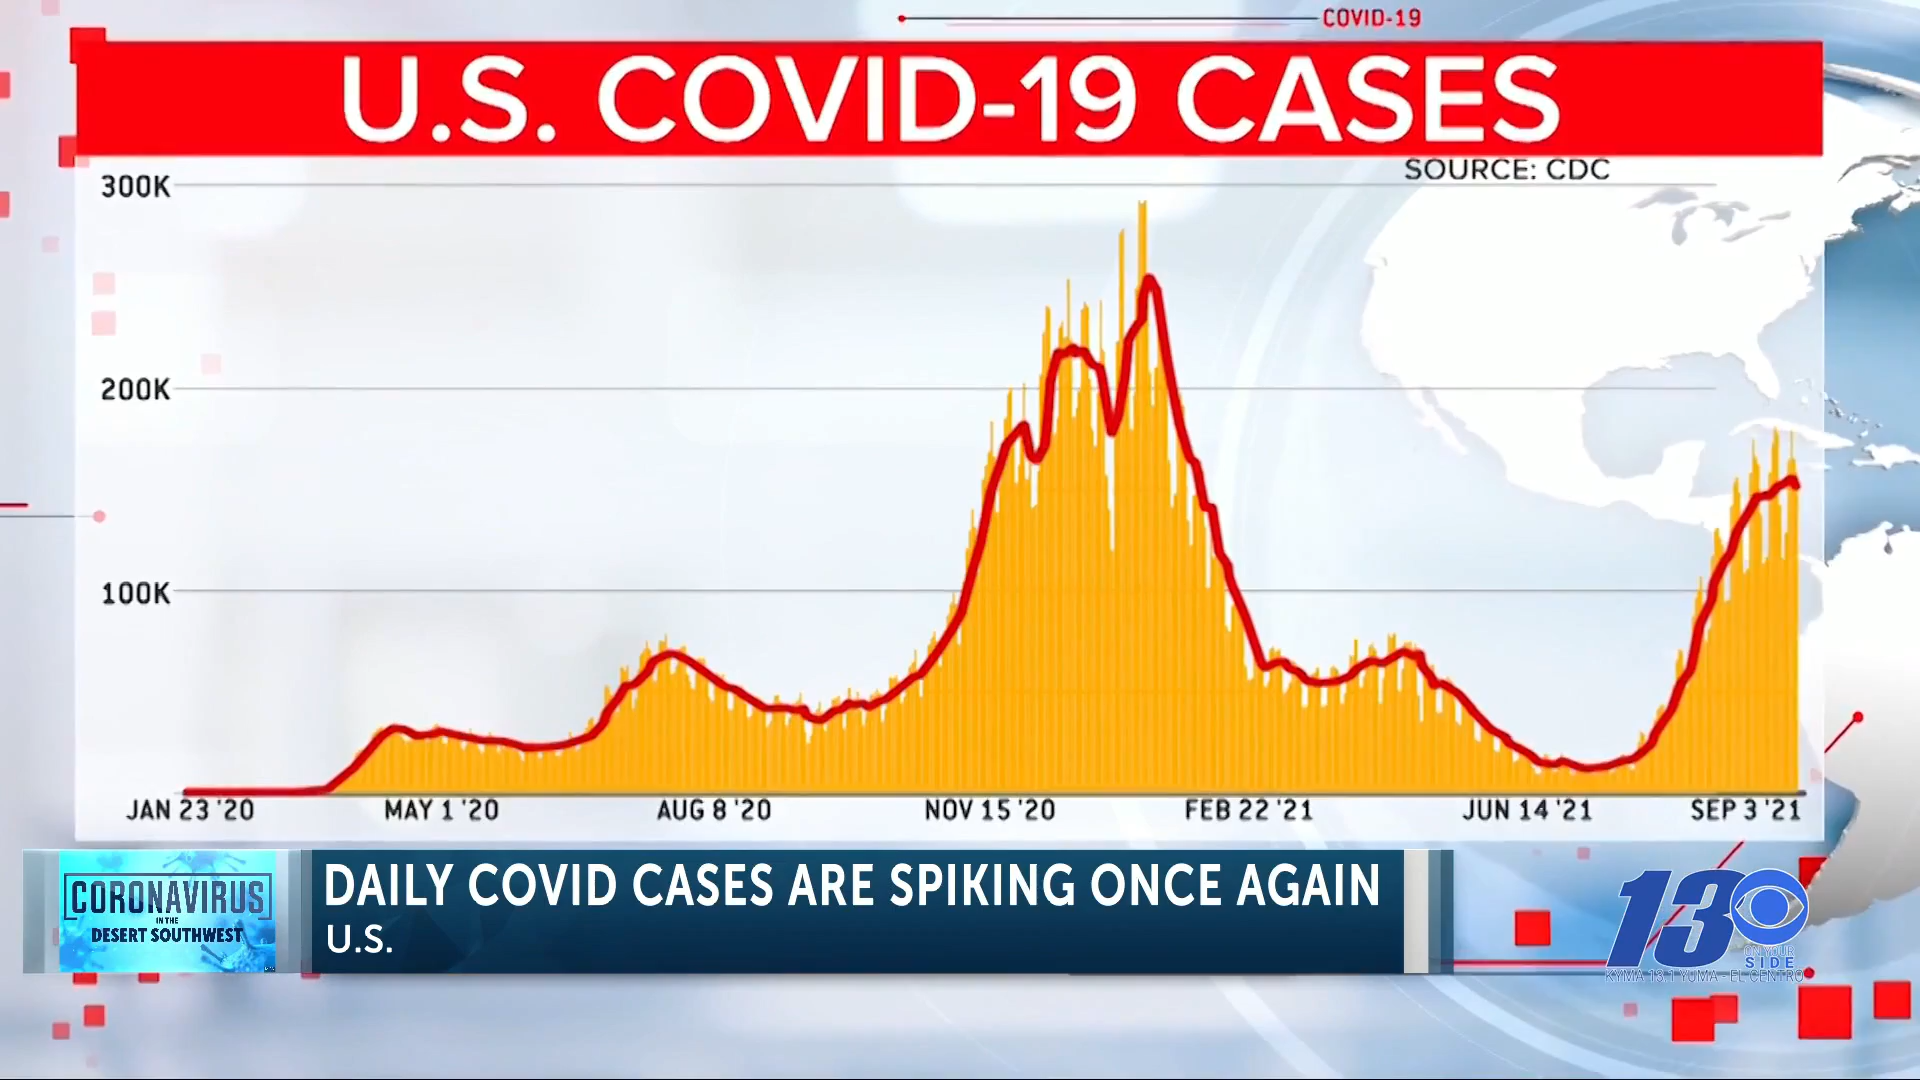 COVID-19
U.S. COVID-19 CASES
SOURCE: CDC
300K
200K
100K
JAN 23 '20 MAY 1 '20 AUG 8 '20 NOV 15 '20 FEB 22 '21 JUN 14 '21 SEP 3 '21
CORONAVIRUS
IN THE
DESERT SOUTHWEST
DAILY COVID CASES ARE SPIKING ONCE AGAIN
U.S.
13
ON YOUR
SIDE
KYMA 13.1 YUMA - EL CENTRO